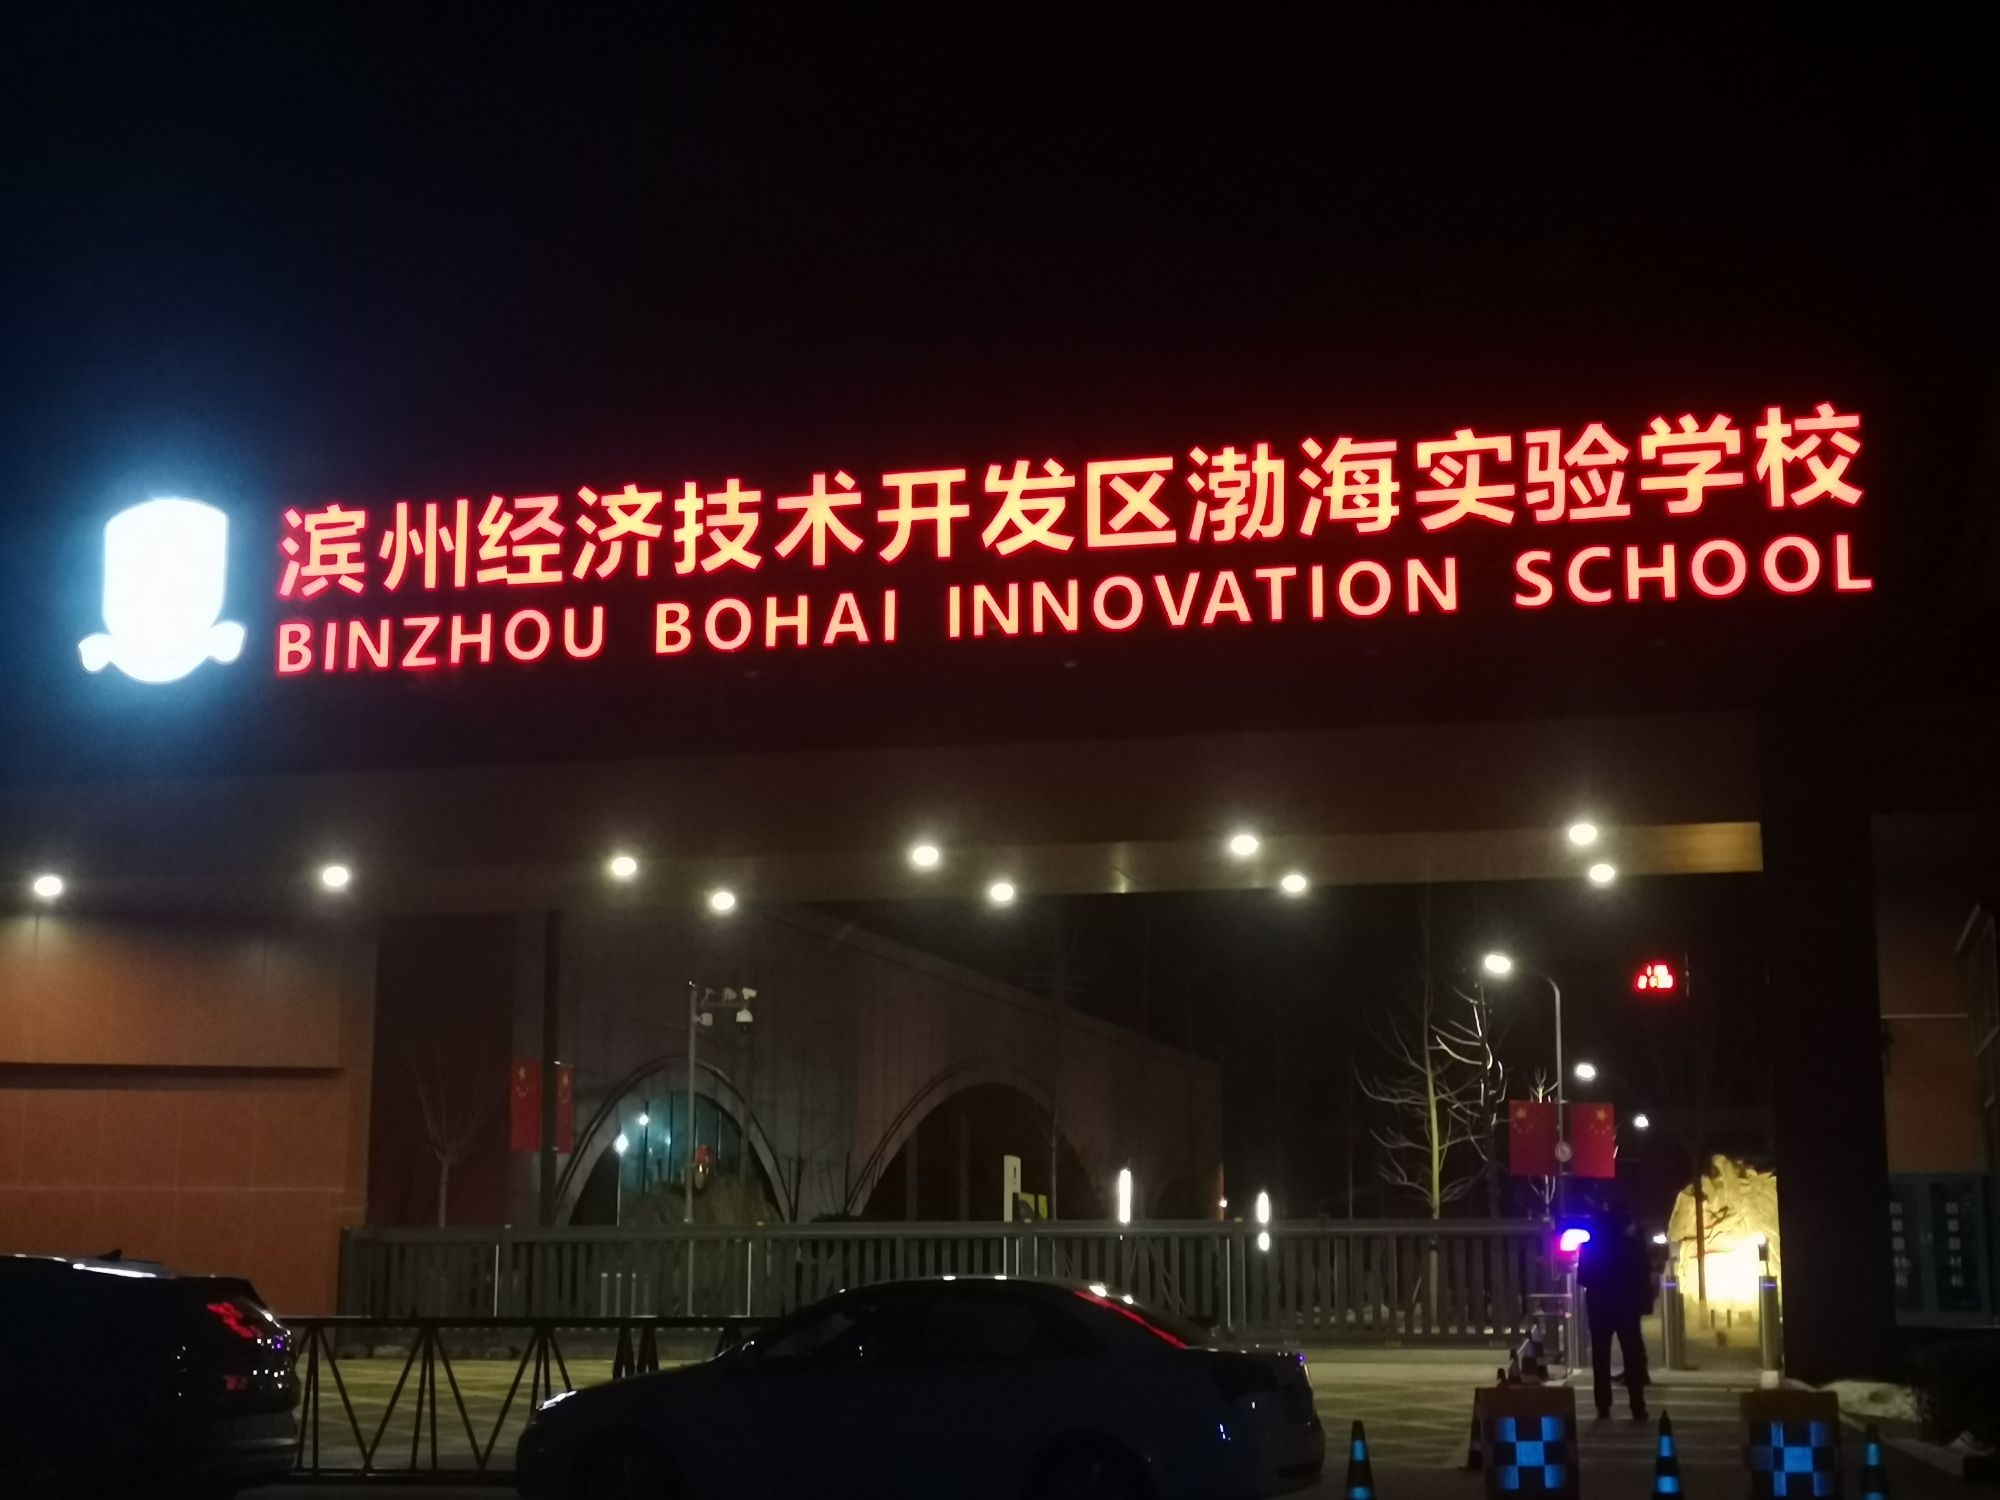 滨州经济技术开发区渤海实验学校
BINZHOU BOHAI INNOVATION SCHOOL